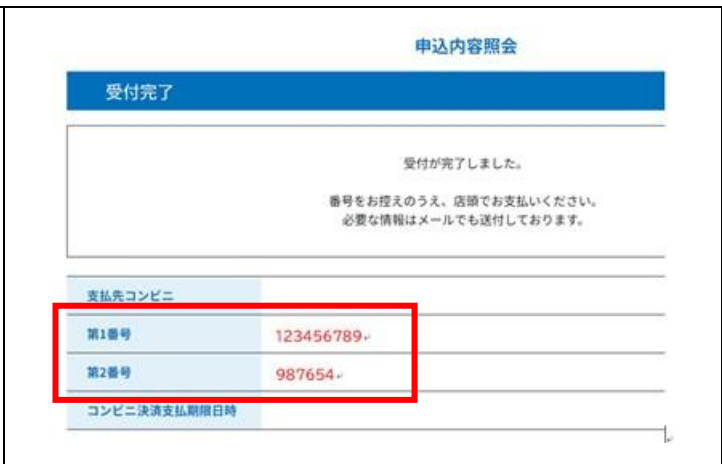 申込内容照会
受付完了
受付が完了しました。
番号をお控えのうえ、店頭でお支払いください。
必要な情報はメールでも送付しております。
支払先コンビニ
第1番号 123456789
第2番号 987654
コンビニ決済支払期限日時